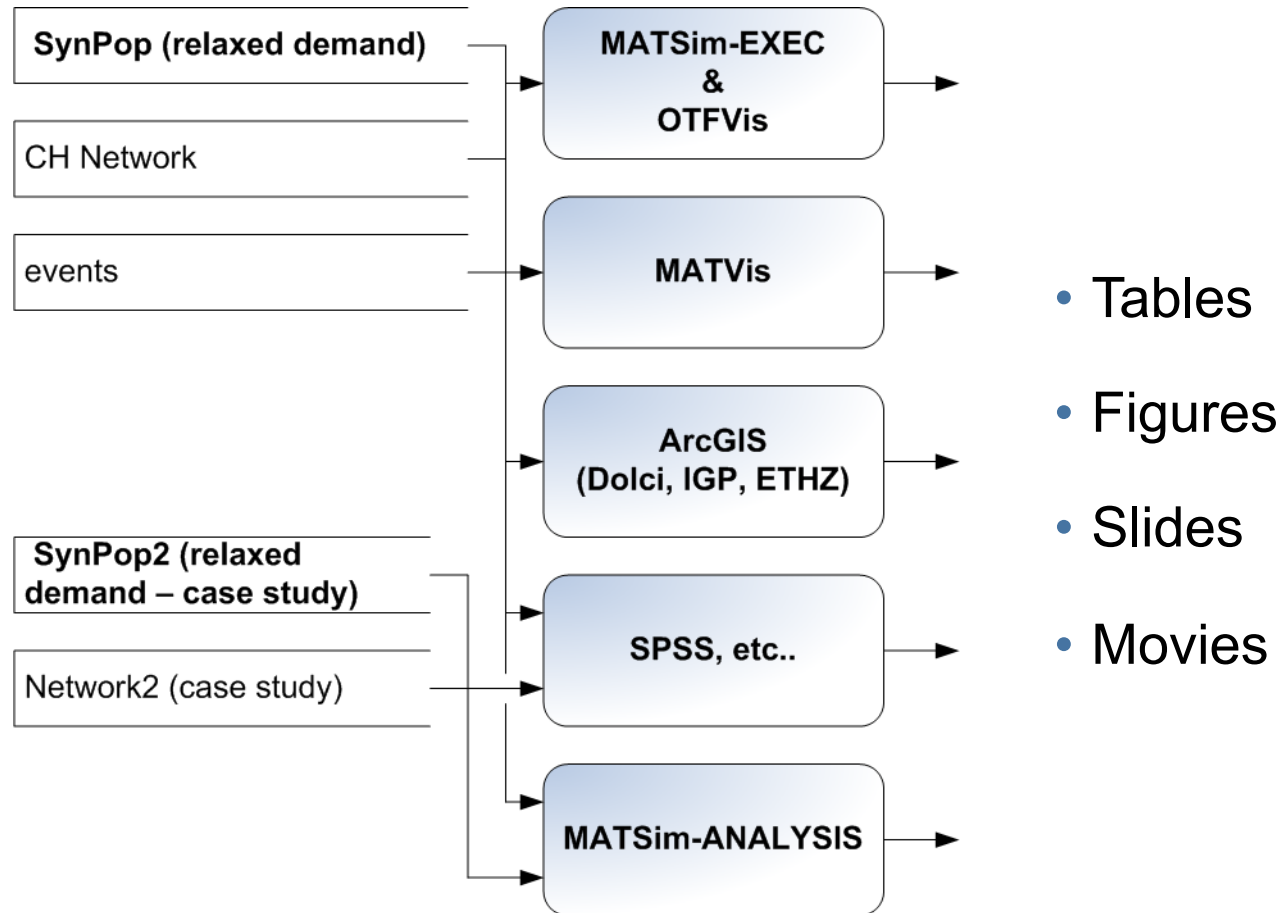 SynPop (relaxed demand)
CH Network
events
SynPop2 (relaxed
demand – case study)
Network2 (case study)
MATSim-EXEC
&
OTFVis
MATVis
ArcGIS
(Dolci, IGP, ETHZ)
SPSS, etc..
MATSim-ANALYSIS
• Tables
• Figures
• Slides
• Movies